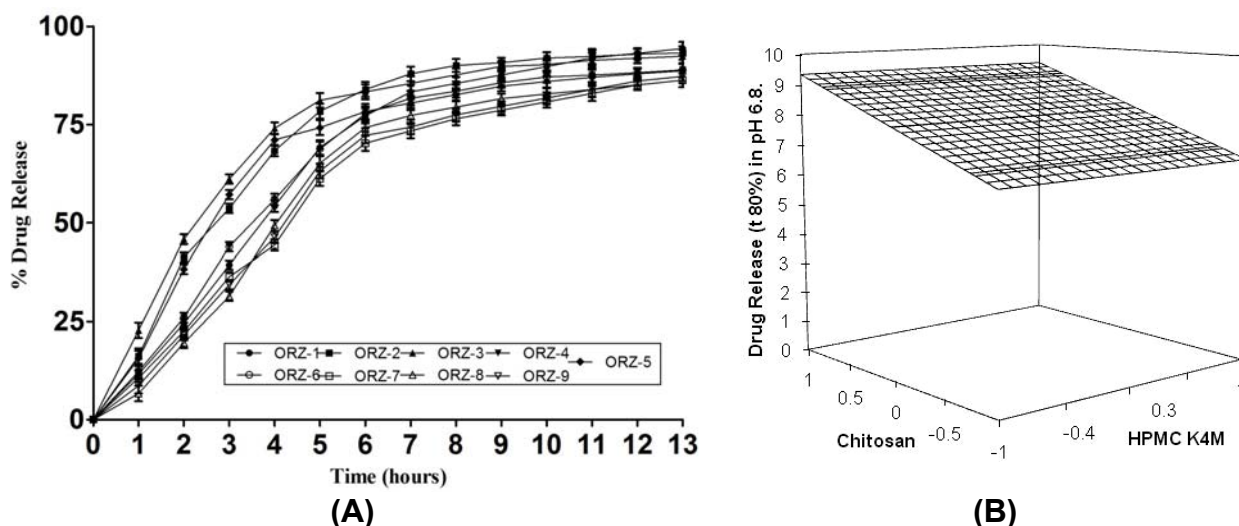 100
75
50
25
0
% Drug Release
ORZ-1 ORZ-2 ORZ-3 ORZ-4 ORZ-5
ORZ-6 ORZ-7 ORZ-8 ORZ-9
0 1 2 3 4 5 6 7 8 9 10 11 12 13
Time (hours)
(A)
Drug Release (t 80%) in pH 6.8.
10
9
8
7
6
5
4
3
2
1
0
1 0.5 0 -0.5 -1
Chitosan
-0.4 0.3
HPMC K4M
(B)